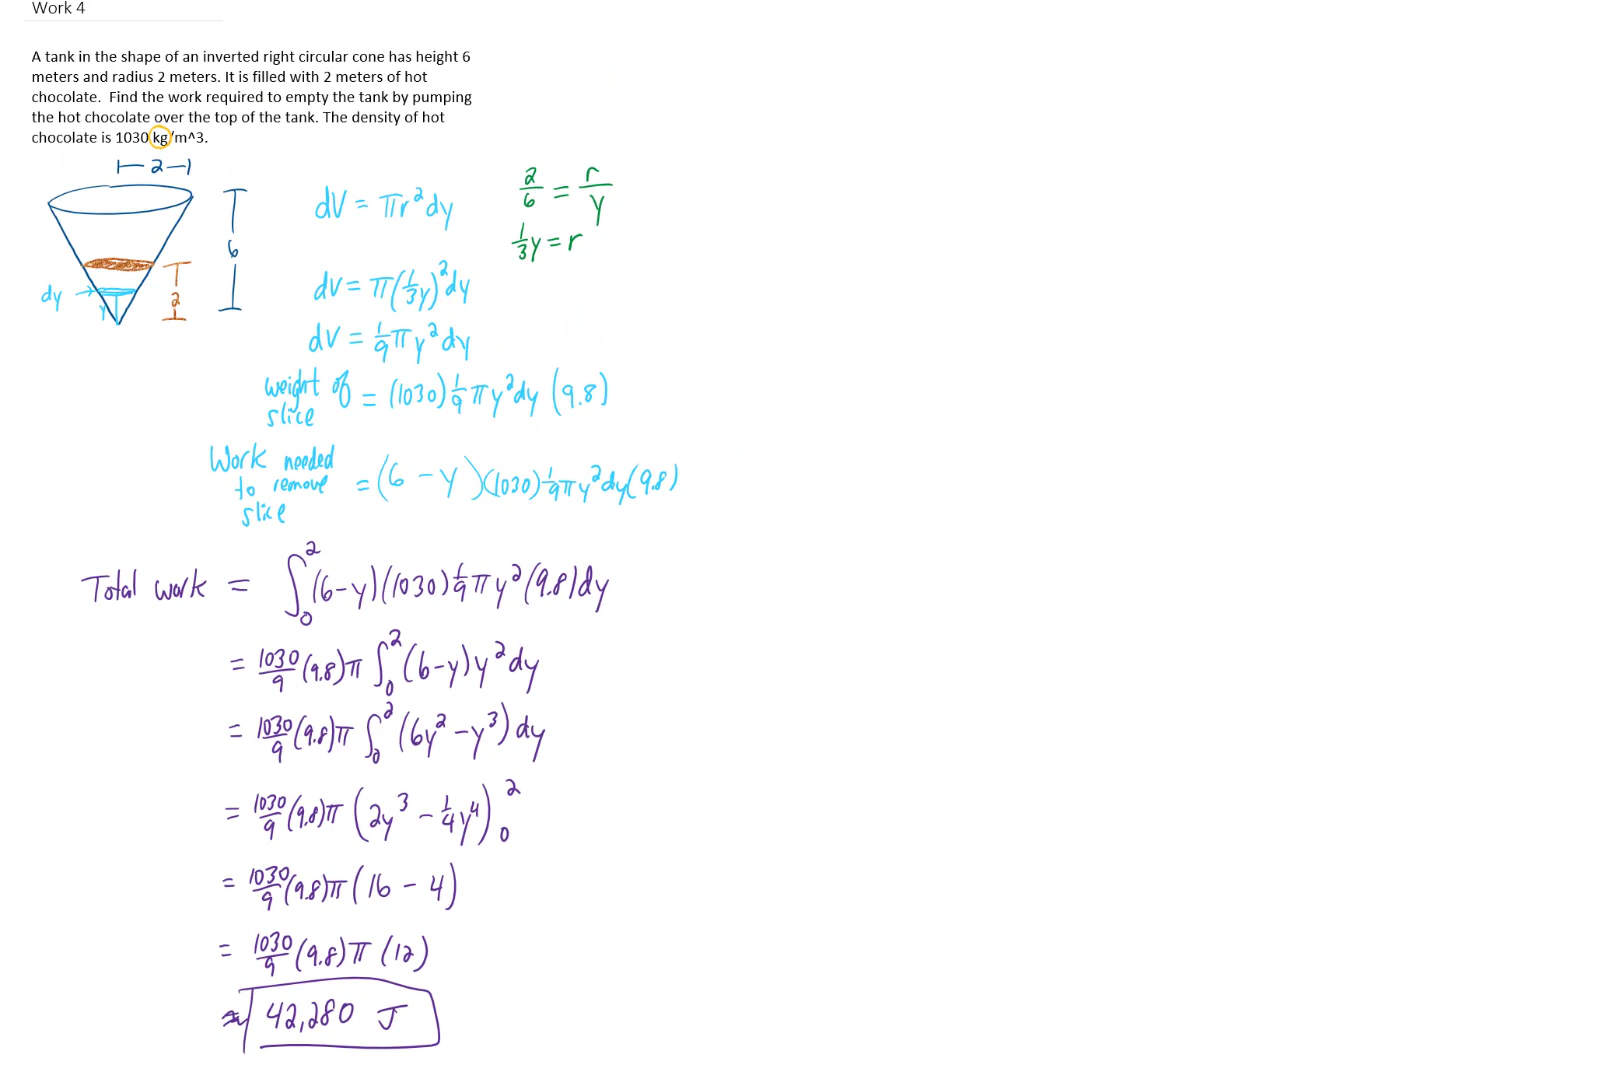 Work 4
A tank in the shape of an inverted right circular cone has height 6
meters and radius 2 meters. It is filled with 2 meters of hot
chocolate.  Find the work required to empty the tank by pumping
the hot chocolate over the top of the tank. The density of hot
chocolate is 1030 kg/m^3.
2
6
2
dy
y
dV = πr²dy
2/6 = r/y
1/3 y = r
dV = π(1/3 y)²dy
dV = 1/9 π y² dy
weight of slice = (1030) 1/9 π y² dy (9.8)
Work needed to remove slice = (6 - y)(1030) 1/9 π y² dy (9.8)
Total work = ∫₀² (6-y)(1030) 1/9 π y² (9.8) dy
= 1030/9 (9.8)π ∫₀² (6-y) y² dy
= 1030/9 (9.8)π ∫₀² (6y² - y³) dy
= 1030/9 (9.8)π (2y³ - 1/4 y⁴)₀²
= 1030/9 (9.8)π (16 - 4)
= 1030/9 (9.8)π (12)
≈ 42,280 J